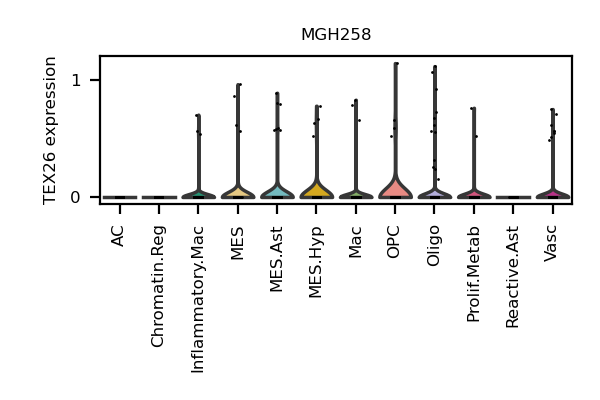 MGH258
TEX26 expression
1
0
AC
Chromatin.Reg
Inflammatory.Mac
MES
MES.Ast
MES.Hyp
Mac
OPC
Oligo
Prolif.Metab
Reactive.Ast
Vasc